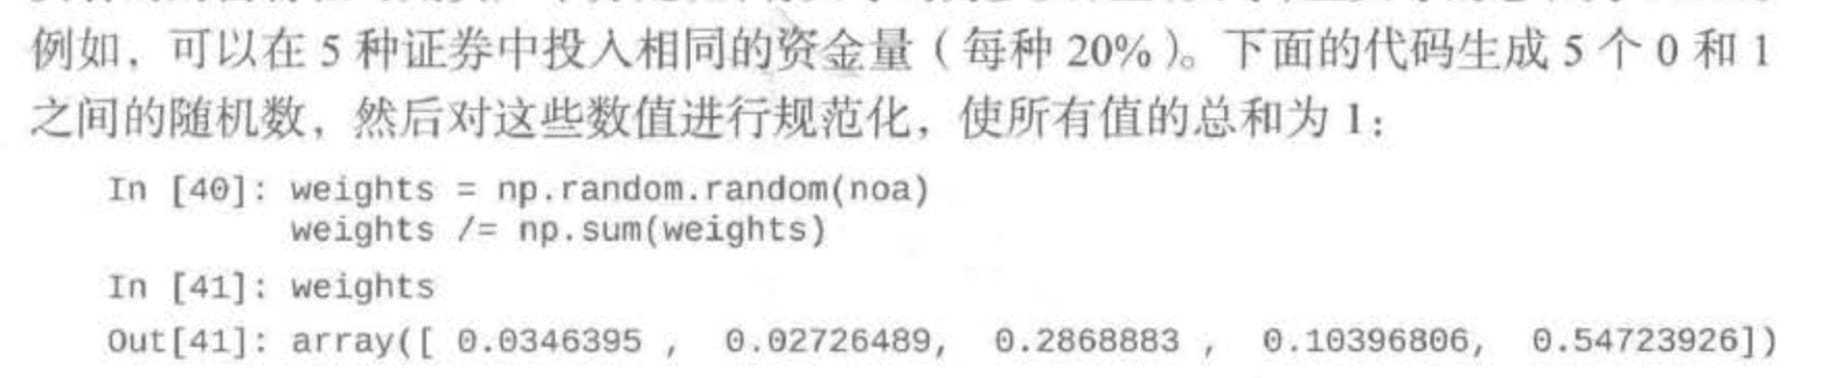 例如，可以在 5 种证券中投入相同的资金量（每种 20%）。下面的代码生成 5 个 0 和 1
之间的随机数，然后对这些数值进行规范化，使所有值的总和为 1：
In [40]: weights = np.random.random(noa)
weights /= np.sum(weights)
In [41]: weights
Out[41]: array([ 0.0346395 , 0.02726489, 0.2868883 , 0.10396806, 0.54723926])